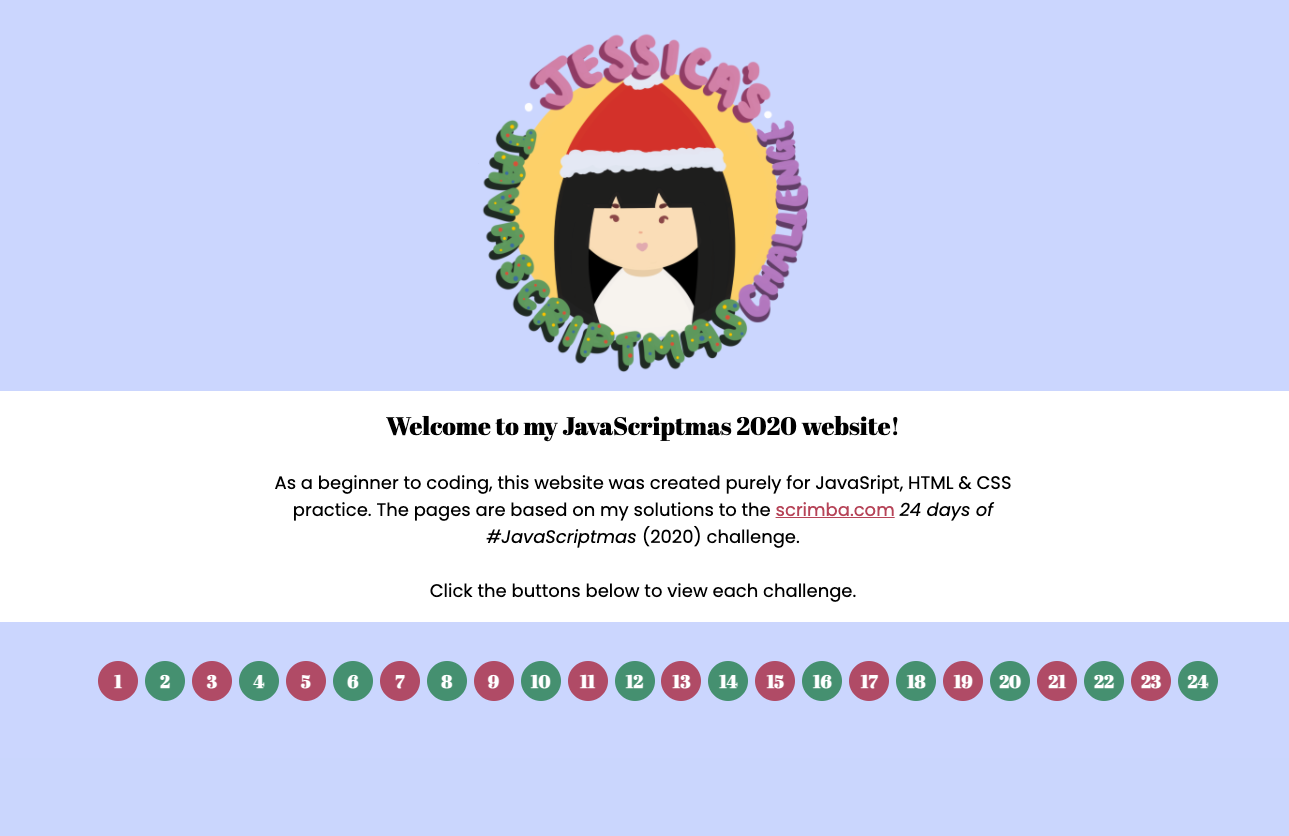 JESSICA'S
JAVASCRIPTMAS
CHALLENGE
Welcome to my JavaScriptmas 2020 website!
As a beginner to coding, this website was created purely for JavaSript, HTML & CSS
practice. The pages are based on my solutions to the scrimba.com 24 days of
#JavaScriptmas (2020) challenge.
Click the buttons below to view each challenge.
1 2 3 4 5 6 7 8 9 10 11 12 13 14 15 16 17 18 19 20 21 22 23 24